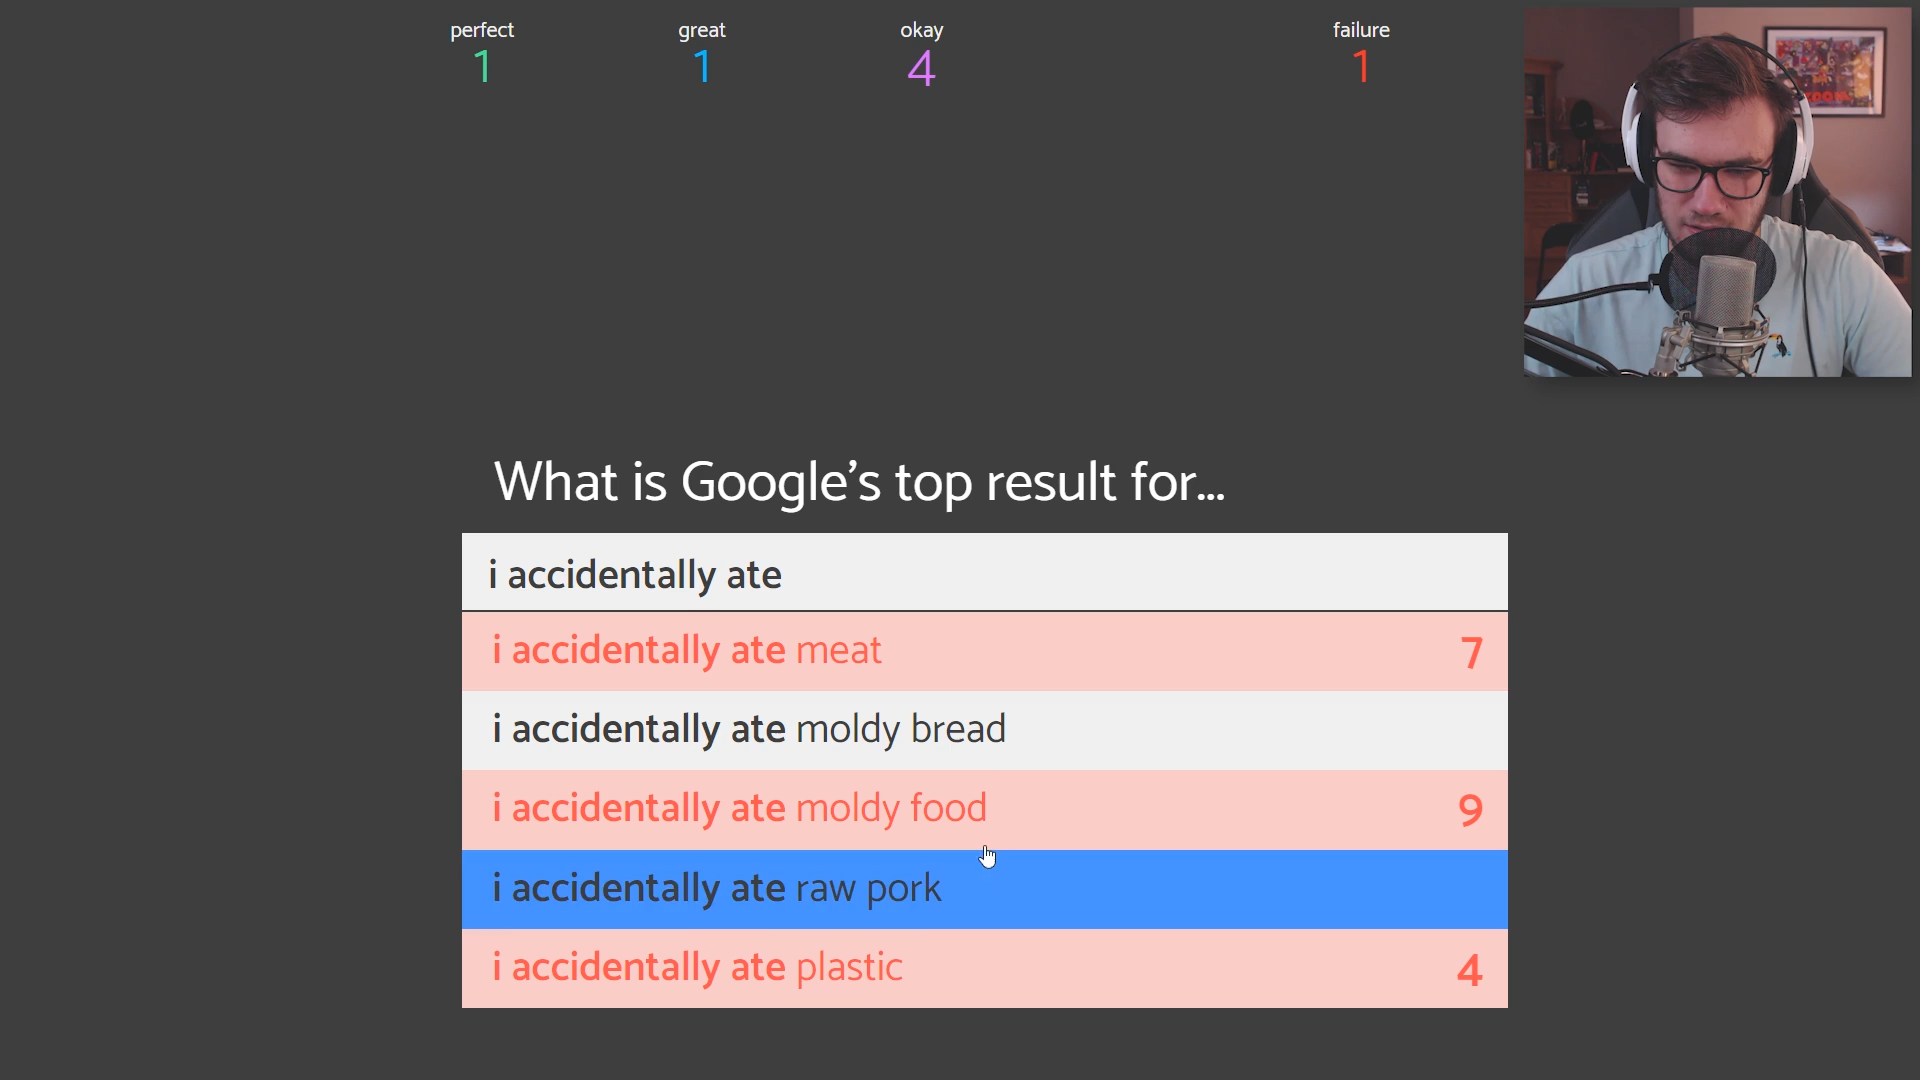 perfect
great
okay
failure
1
1
4
1
What is Google's top result for...
i accidentally ate
i accidentally ate meat 7
i accidentally ate moldy bread
i accidentally ate moldy food 9
i accidentally ate raw pork
i accidentally ate plastic 4